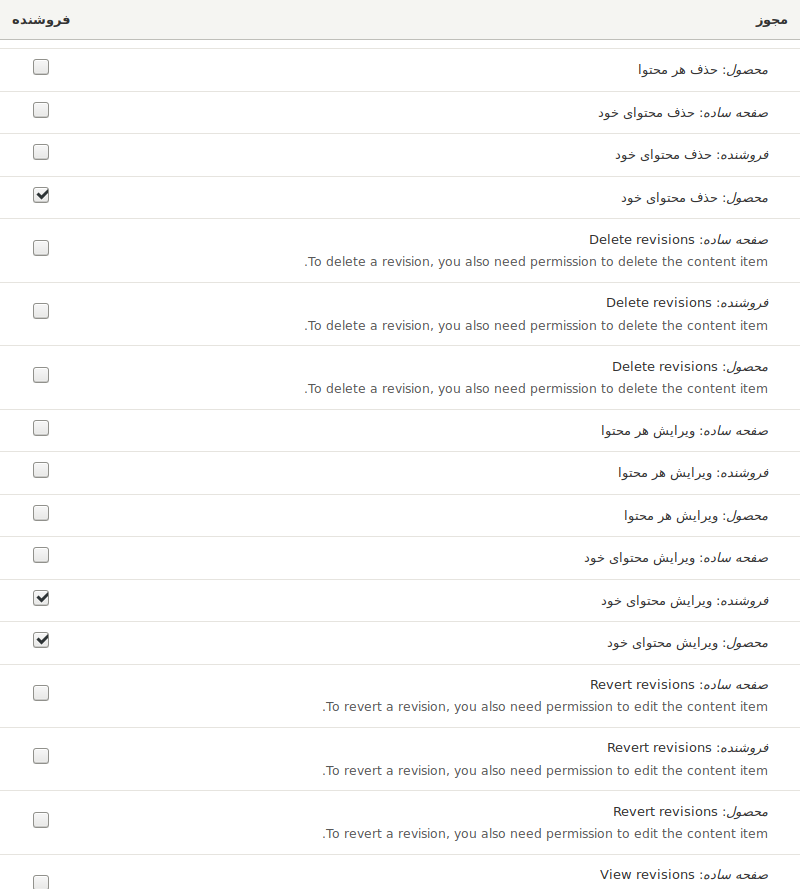 مجوز فروشنده
محصول: حذف هر محتوا
صفحه ساده: حذف محتوای خود
فروشنده: حذف محتوای خود
محصول: حذف محتوای خود
صفحه ساده: Delete revisions
To delete a revision, you also need permission to delete the content item.
فروشنده: Delete revisions
To delete a revision, you also need permission to delete the content item.
محصول: Delete revisions
To delete a revision, you also need permission to delete the content item.
صفحه ساده: ویرایش هر محتوا
فروشنده: ویرایش هر محتوا
محصول: ویرایش هر محتوا
صفحه ساده: ویرایش محتوای خود
فروشنده: ویرایش محتوای خود
محصول: ویرایش محتوای خود
صفحه ساده: Revert revisions
To revert a revision, you also need permission to edit the content item.
فروشنده: Revert revisions
To revert a revision, you also need permission to edit the content item.
محصول: Revert revisions
To revert a revision, you also need permission to edit the content item.
صفحه ساده: View revisions